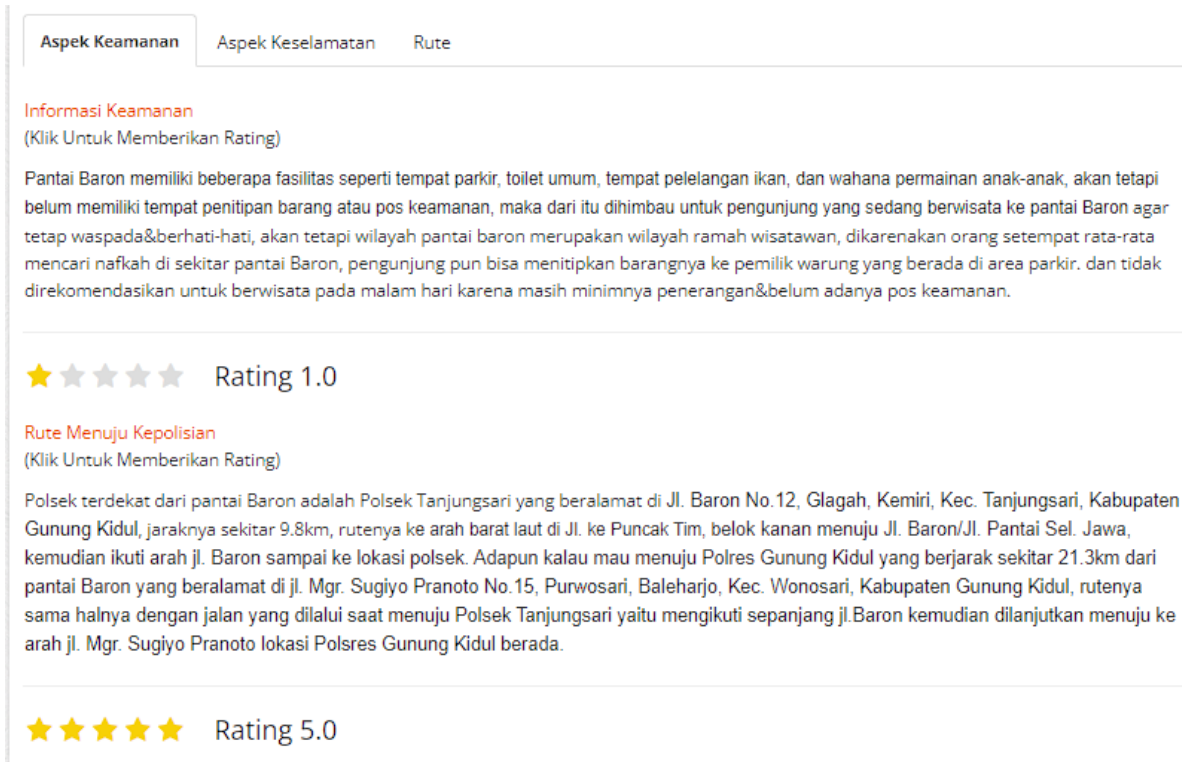 Aspek Keamanan Aspek Keselamatan Rute
Informasi Keamanan
(Klik Untuk Memberikan Rating)
Pantai Baron memiliki beberapa fasilitas seperti tempat parkir, toilet umum, tempat pelelangan ikan, dan wahana permainan anak-anak, akan tetapi
belum memiliki tempat penitipan barang atau pos keamanan, maka dari itu dihimbau untuk pengunjung yang sedang berwisata ke pantai Baron agar
tetap waspada&berhati-hati, akan tetapi wilayah pantai baron merupakan wilayah ramah wisatawan, dikarenakan orang setempat rata-rata
mencari nafkah di sekitar pantai Baron, pengunjung pun bisa menitipkan barangnya ke pemilik warung yang berada di area parkir. dan tidak
direkomendasikan untuk berwisata pada malam hari karena masih minimnya penerangan&belum adanya pos keamanan.
Rating 1.0
Rute Menuju Kepolisian
(Klik Untuk Memberikan Rating)
Polsek terdekat dari pantai Baron adalah Polsek Tanjungsari yang beralamat di Jl. Baron No.12, Glagah, Kemiri, Kec. Tanjungsari, Kabupaten
Gunung Kidul, jaraknya sekitar 9.8km, rutenya ke arah barat laut di Jl. ke Puncak Tim, belok kanan menuju Jl. Baron/Jl. Pantai Sel. Jawa,
kemudian ikuti arah jl. Baron sampai ke lokasi polsek. Adapun kalau mau menuju Polres Gunung Kidul yang berjarak sekitar 21.3km dari
pantai Baron yang beralamat di jl. Mgr. Sugiyo Pranoto No.15, Purwosari, Baleharjo, Kec. Wonosari, Kabupaten Gunung Kidul, rutenya
sama halnya dengan jalan yang dilalui saat menuju Polsek Tanjungsari yaitu mengikuti sepanjang jl.Baron kemudian dilanjutkan menuju ke
arah jl. Mgr. Sugiyo Pranoto lokasi Polsres Gunung Kidul berada.
Rating 5.0